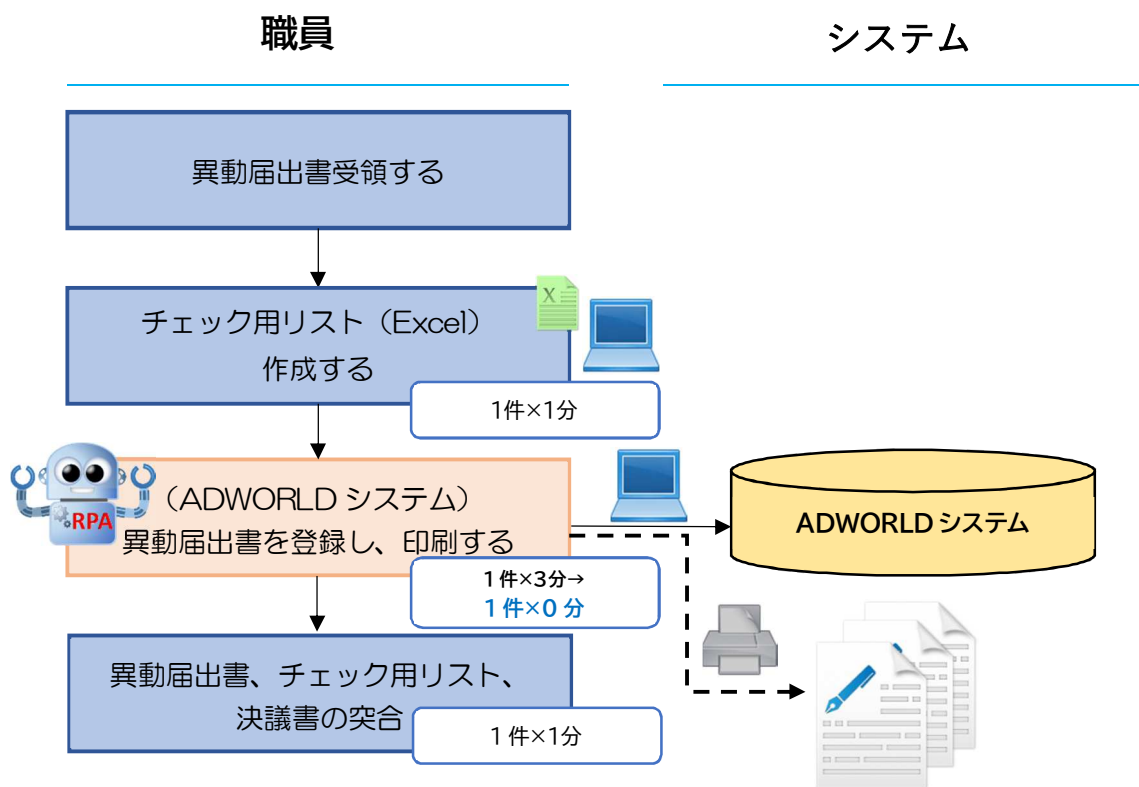 職員
システム
異動届出書受領する
チェック用リスト（Excel）
作成する
X
1件×1分
（ADWORLD システム）
異動届出書を登録し、印刷する
RPA
ADWORLD システム
1件×3分→
1件×0 分
異動届出書、チェック用リスト、
決議書の突合
1件×1分